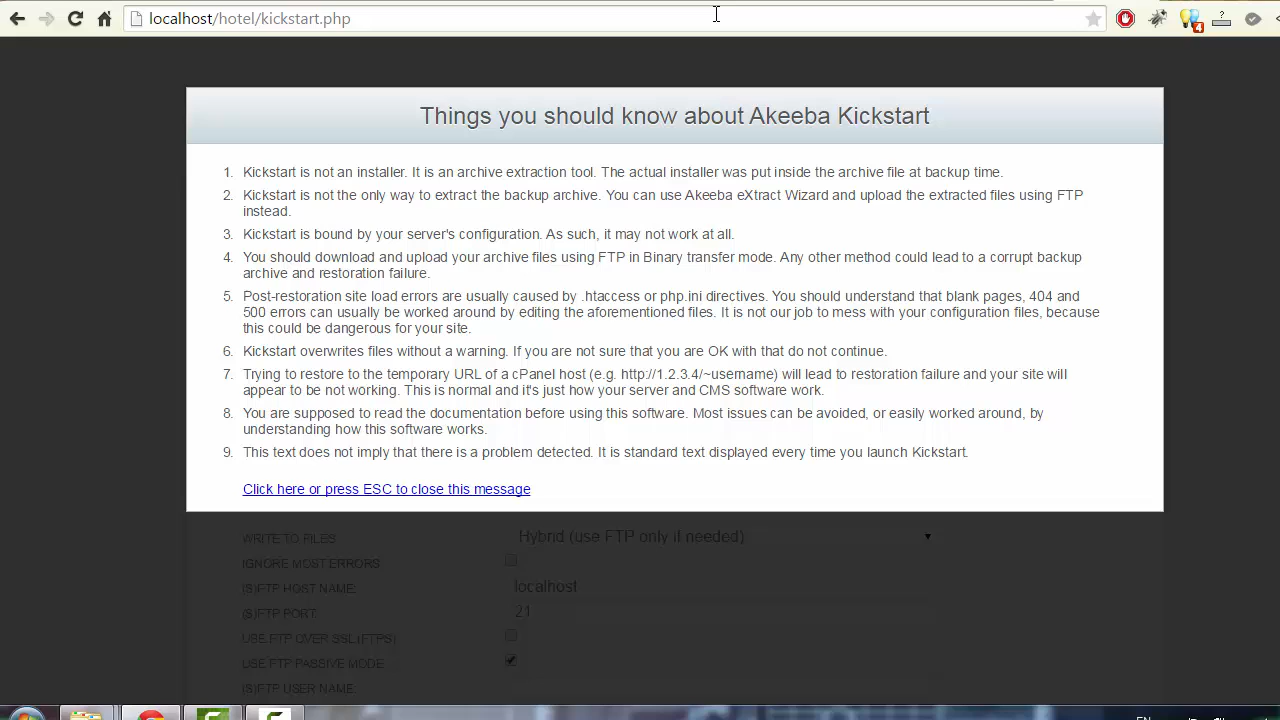 localhost/hotel/kickstart.php
4
Things you should know about Akeeba Kickstart
1. Kickstart is not an installer. It is an archive extraction tool. The actual installer was put inside the archive file at backup time.
2. Kickstart is not the only way to extract the backup archive. You can use Akeeba eXtract Wizard and upload the extracted files using FTP
instead.
3. Kickstart is bound by your server's configuration. As such, it may not work at all.
4. You should download and upload your archive files using FTP in Binary transfer mode. Any other method could lead to a corrupt backup
archive and restoration failure.
5. Post-restoration site load errors are usually caused by .htaccess or php.ini directives. You should understand that blank pages, 404 and
500 errors can usually be worked around by editing the aforementioned files. It is not our job to mess with your configuration files, because
this could be dangerous for your site.
6. Kickstart overwrites files without a warning. If you are not sure that you are OK with that do not continue.
7. Trying to restore to the temporary URL of a cPanel host (e.g. http://1.2.3.4/~username) will lead to restoration failure and your site will
appear to be not working. This is normal and it's just how your server and CMS software work.
8. You are supposed to read the documentation before using this software. Most issues can be avoided, or easily worked around, by
understanding how this software works.
9. This text does not imply that there is a problem detected. It is standard text displayed every time you launch Kickstart.
Click here or press ESC to close this message
WRITE TO FILES: Hybrid (use FTP only if needed)
IGNORE MOST ERRORS
(S)FTP HOST NAME: localhost
(S)FTP PORT: 21
USE FTP OVER SSL (FTPS)
USE FTP PASSIVE MODE
(S)FTP USER NAME: